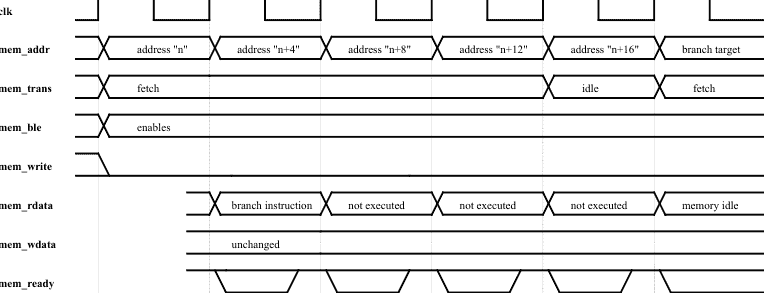 clk
mem_addr address "n" address "n+4" address "n+8" address "n+12" address "n+16" branch target
mem_trans fetch idle fetch
mem_ble enables
mem_write
mem_rdata branch instruction not executed not executed not executed memory idle
mem_wdata unchanged
mem_ready